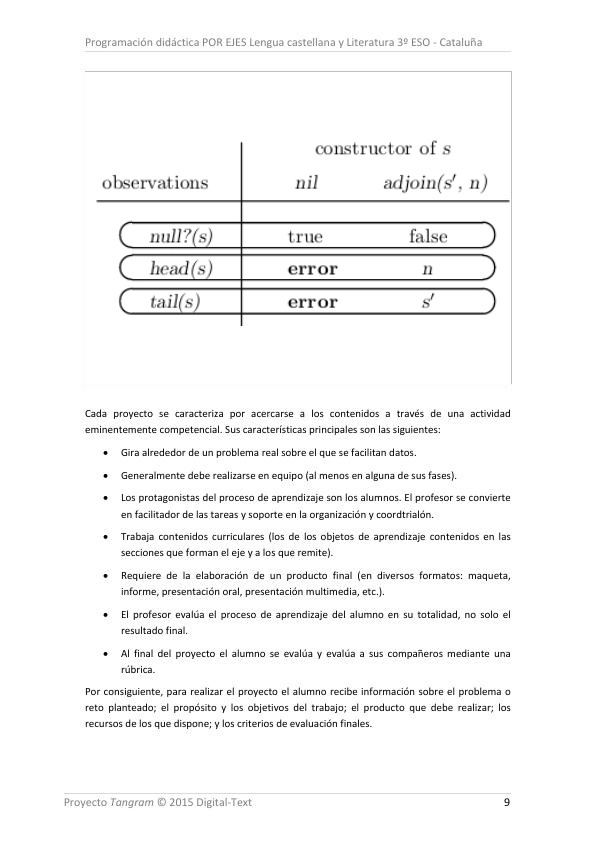 Programación didáctica POR EJES Lengua castellana y Literatura 3º ESO - Cataluña
constructor of s
observations nil adjoin(s′, n)
null?(s) true false
head(s) error n
tail(s) error s′
Cada proyecto se caracteriza por acercarse a los contenidos a través de una actividad
eminentemente competencial. Sus características principales son las siguientes:
• Gira alrededor de un problema real sobre el que se facilitan datos.
• Generalmente debe realizarse en equipo (al menos en alguna de sus fases).
• Los protagonistas del proceso de aprendizaje son los alumnos. El profesor se convierte
en facilitador de las tareas y soporte en la organización y coordtrialón.
• Trabaja contenidos curriculares (los de los objetos de aprendizaje contenidos en las
secciones que forman el eje y a los que remite).
• Requiere de la elaboración de un producto final (en diversos formatos: maqueta,
informe, presentación oral, presentación multimedia, etc.).
• El profesor evalúa el proceso de aprendizaje del alumno en su totalidad, no solo el
resultado final.
• Al final del proyecto el alumno se evalúa y evalúa a sus compañeros mediante una
rúbrica.
Por consiguiente, para realizar el proyecto el alumno recibe información sobre el problema o
reto planteado; el propósito y los objetivos del trabajo; el producto que debe realizar; los
recursos de los que dispone; y los criterios de evaluación finales.
Proyecto Tangram © 2015 Digital-Text 9